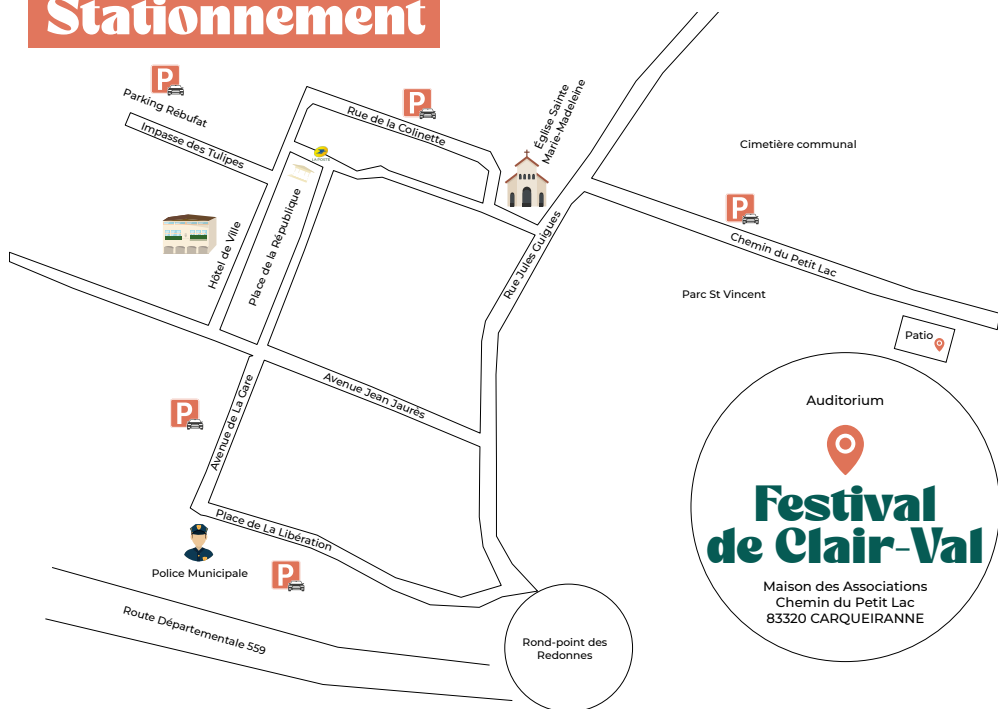 Stationnement
P
Parking Rébufat
Impasse des Tulipes
P
Rue de la Colinette
LA POSTE
Église Sainte
Marie-Madeleine
Cimetière communal
P
Chemin du Petit Lac
Hôtel de Ville
Place de la République
Rue Jules Guigues
Parc St Vincent
Patio
P
Avenue de La Gare
Avenue Jean Jaurès
Auditorium
Festival
de Clair-Val
Maison des Associations
Chemin du Petit Lac
83320 CARQUEIRANNE
Place de La Libération
Police Municipale
P
Route Départementale 559
Rond-point des
Redonnes